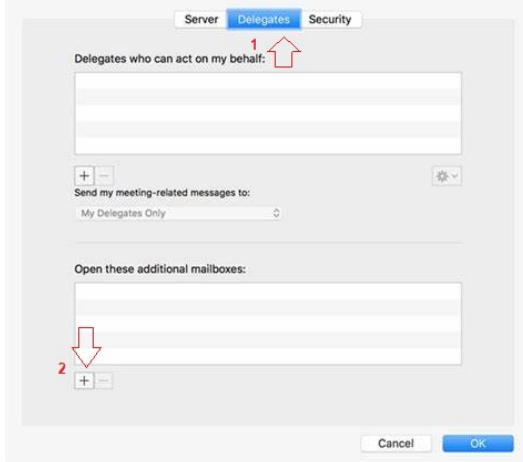 Server Delegates Security
1
Delegates who can act on my behalf:
+ −
Send my meeting-related messages to:
My Delegates Only
Open these additional mailboxes:
2
+ −
Cancel OK